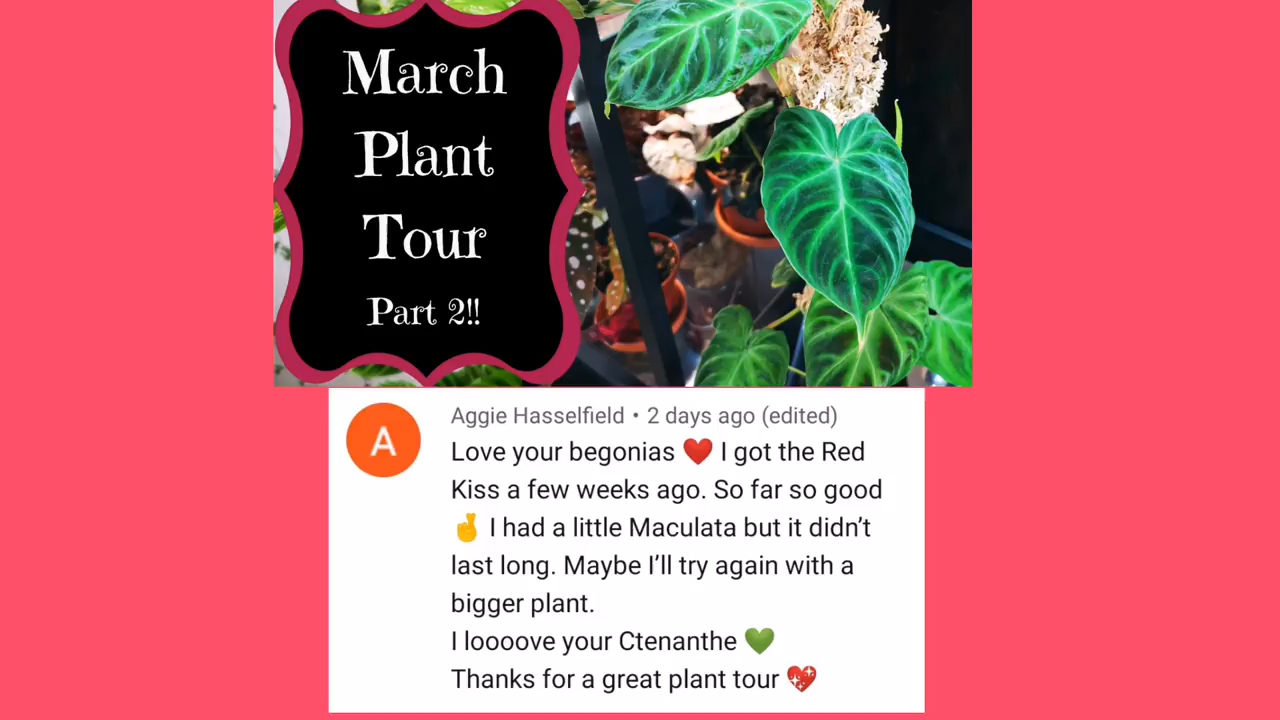 March
Plant
Tour
Part 2!!
A
Aggie Hasselfield • 2 days ago (edited)
Love your begonias ❤️ I got the Red
Kiss a few weeks ago. So far so good
🤞 I had a little Maculata but it didn’t
last long. Maybe I’ll try again with a
bigger plant.
I loooove your Ctenanthe 💚
Thanks for a great plant tour 💖